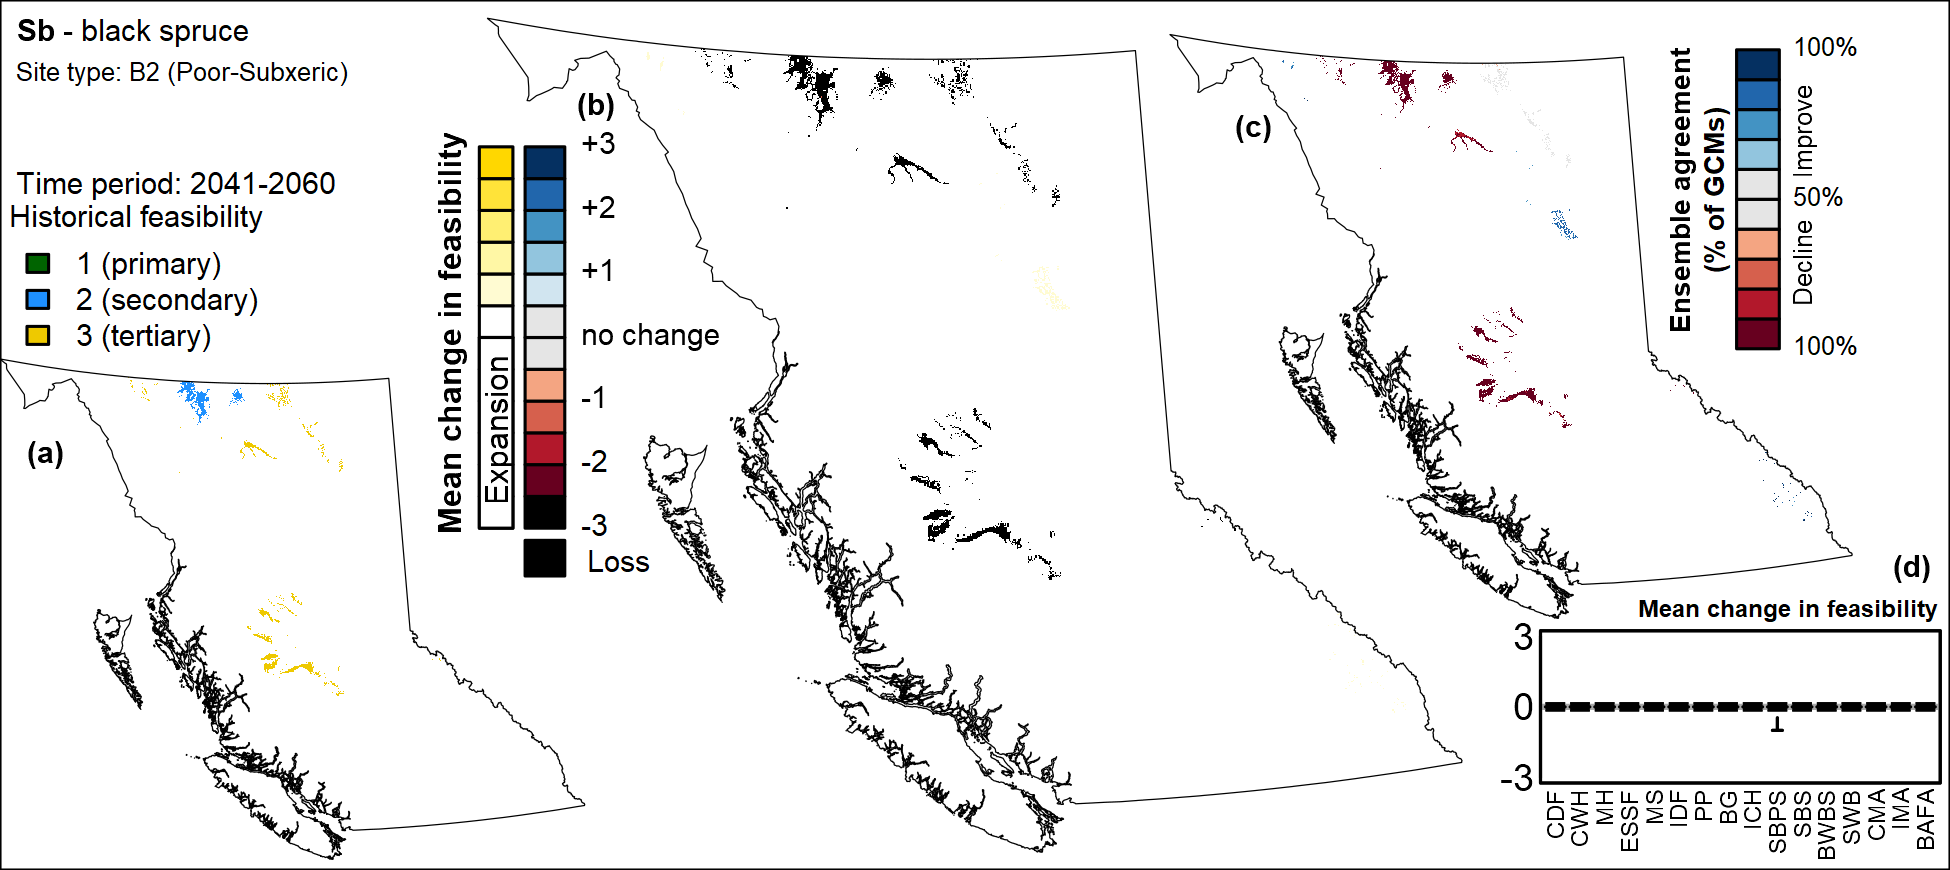 Sb - black spruce
Site type: B2 (Poor-Subxeric)
Time period: 2041-2060
Historical feasibility
1 (primary)
2 (secondary)
3 (tertiary)
(a)
(b)
Mean change in feasibility
Expansion
+3
+2
+1
no change
-1
-2
-3
Loss
(c)
Ensemble agreement
(% of GCMs)
100%
Improve
50%
Decline
100%
(d)
Mean change in feasibility
3
0
-3
CDF
CWH
MH
ESSF
MS
IDF
PP
BG
ICH
SBPS
SBS
BWBS
SWB
CMA
IMA
BAFA